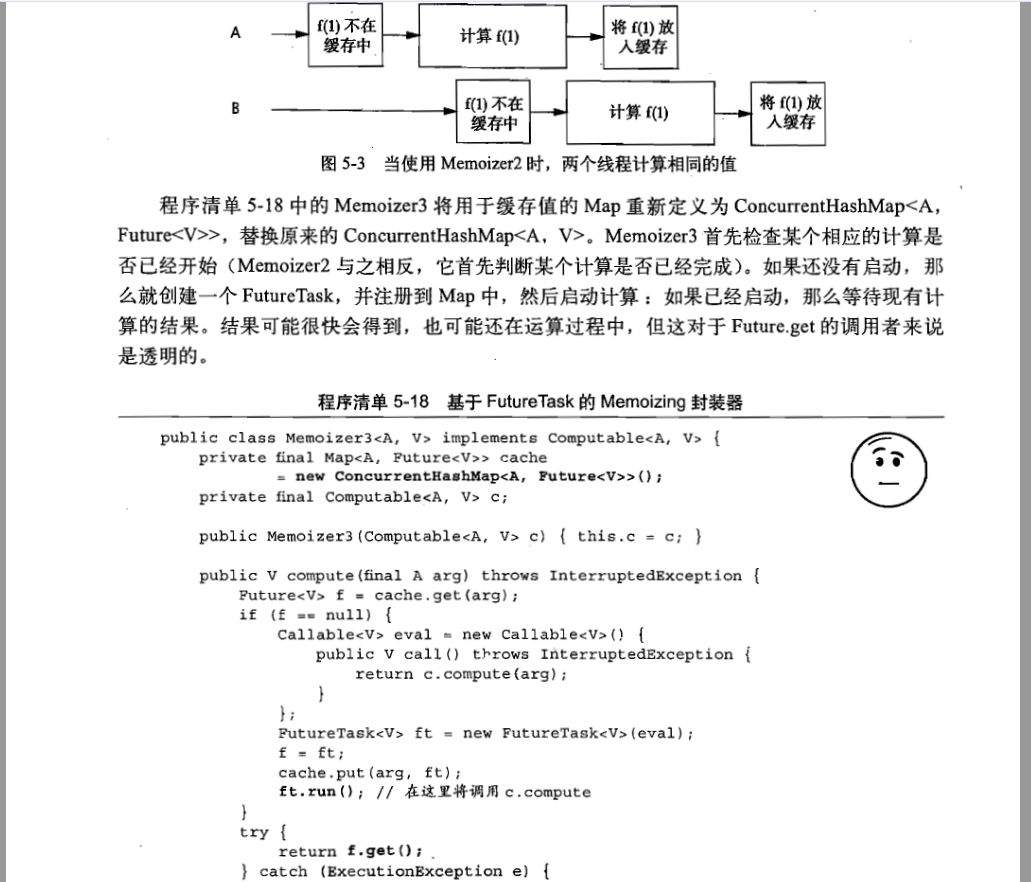 A
f(1) 不在
缓存中
计算 f(1)
将 f(1) 放
入缓存
B
f(1) 不在
缓存中
计算 f(1)
将 f(1) 放
入缓存
图 5-3 当使用 Memoizer2 时，两个线程计算相同的值
程序清单 5-18 中的 Memoizer3 将用于缓存值的 Map 重新定义为 ConcurrentHashMap<A,
Future<V>>，替换原来的 ConcurrentHashMap<A, V>。Memoizer3 首先检查某个相应的计算是
否已经开始（Memoizer2 与之相反，它首先判断某个计算是否已经完成）。如果还没有启动，那
么就创建一个 FutureTask，并注册到 Map 中，然后启动计算：如果已经启动，那么等待现有计
算的结果。结果可能很快会得到，也可能还在运算过程中，但这对于 Future.get 的调用者来说
是透明的。
程序清单 5-18 基于 FutureTask 的 Memoizing 封装器
public class Memoizer3<A, V> implements Computable<A, V> {
private final Map<A, Future<V>> cache
= new ConcurrentHashMap<A, Future<V>>();
private final Computable<A, V> c;
public Memoizer3(Computable<A, V> c) { this.c = c; }
public V compute(final A arg) throws InterruptedException {
Future<V> f = cache.get(arg);
if (f == null) {
Callable<V> eval = new Callable<V>() {
public V call() throws InterruptedException {
return c.compute(arg);
}
};
FutureTask<V> ft = new FutureTask<V>(eval);
f = ft;
cache.put(arg, ft);
ft.run(); // 在这里将调用 c.compute
}
try {
return f.get();
} catch (ExecutionException e) {